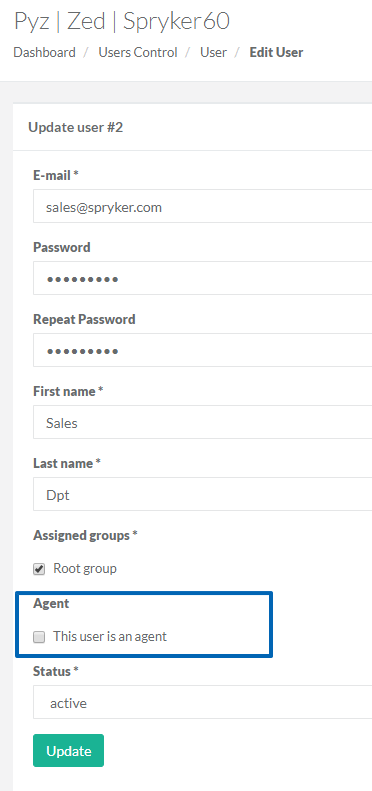 Pyz | Zed | Spryker60
Dashboard / Users Control / User / Edit User
Update user #2
E-mail *
sales@spryker.com
Password
•••••••••
Repeat Password
•••••••••
First name *
Sales
Last name *
Dpt
Assigned groups *
Root group
Agent
This user is an agent
Status *
active
Update